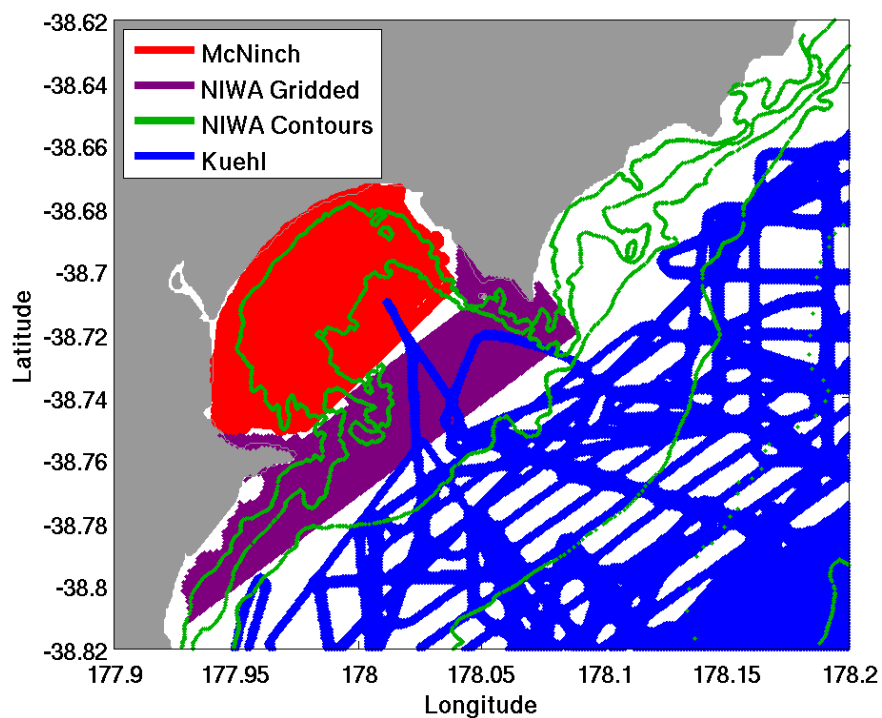 -38.62
-38.64
-38.66
-38.68
-38.7
-38.72
-38.74
-38.76
-38.78
-38.8
-38.82
Latitude
McNinch
NIWA Gridded
NIWA Contours
Kuehl
177.9 177.95 178 178.05 178.1 178.15 178.2
Longitude